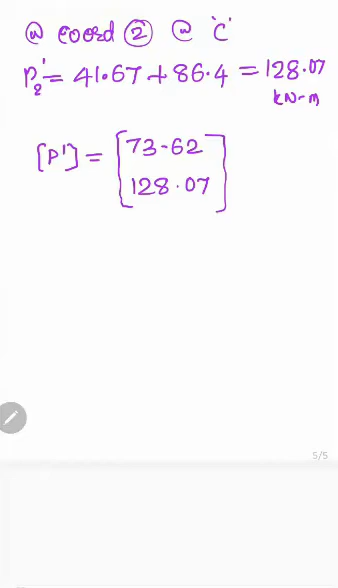 @ coord ② @ 'C'
P₂' = 41.67 + 86.4 = 128.07
kN-m
[P'] = [73-62
128.07]
5/5